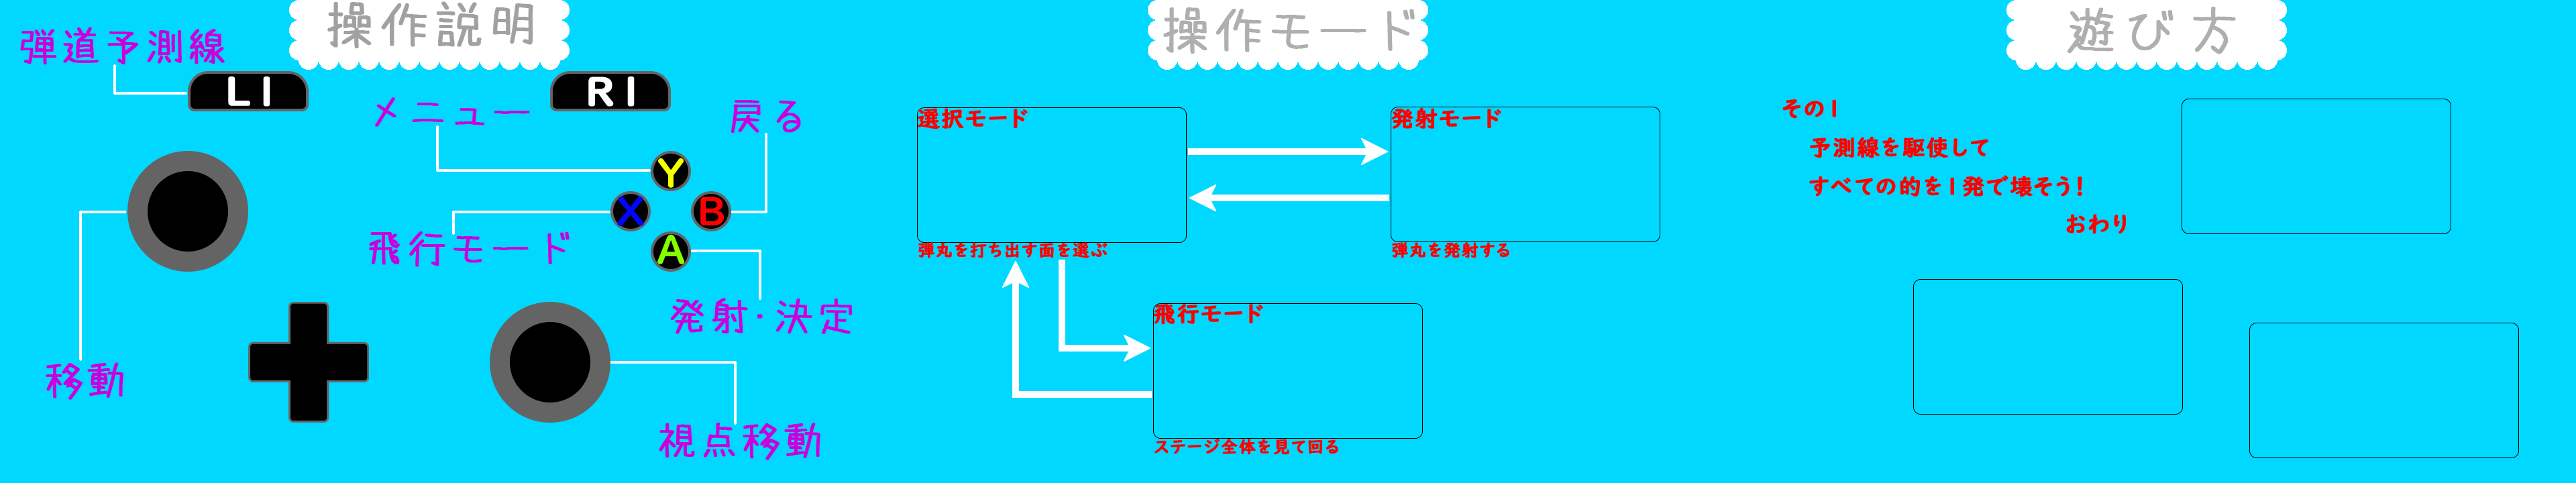 操作説明
弾道予測線
L1
R1
メニュー
戻る
Y
X
B
A
飛行モード
発射・決定
移動
視点移動
操作モード
選択モード
弾丸を打ち出す面を選ぶ
発射モード
弾丸を発射する
飛行モード
ステージ全体を見て回る
遊び方
その1
予測線を駆使して
すべての的を1発で壊そう!
おわり